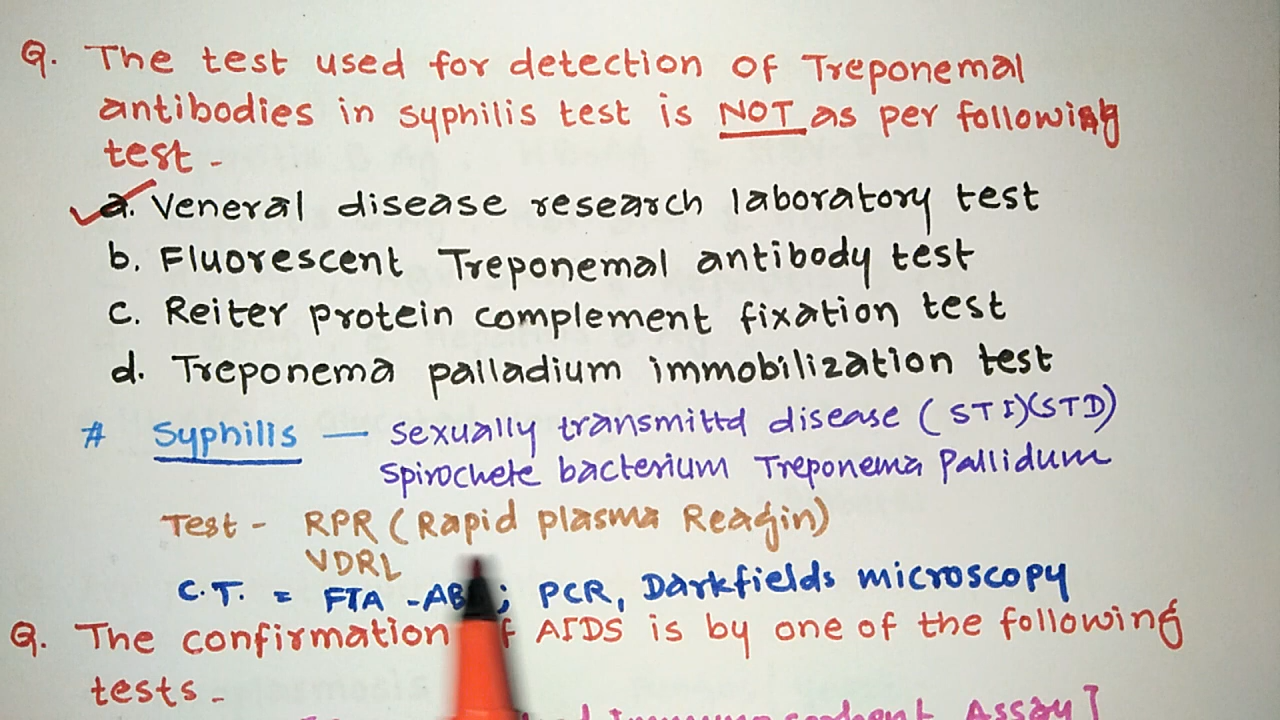 Q. The test used for detection of Treponemal
antibodies in syphilis test is NOT as per following
test -
a. Veneral disease research laboratory test
b. Fluorescent Treponemal antibody test
c. Reiter protein complement fixation test
d. Treponema palladium immobilization test
# Syphilis — sexually transmittd disease (STI)(STD)
spirochete bacterium Treponema Pallidum
Test - RPR (Rapid plasma Reagin)
VDRL
C.T. = FTA -AB ; PCR, Darkfields microscopy
Q. The confirmation of AIDS is by one of the following
tests -
Assay]